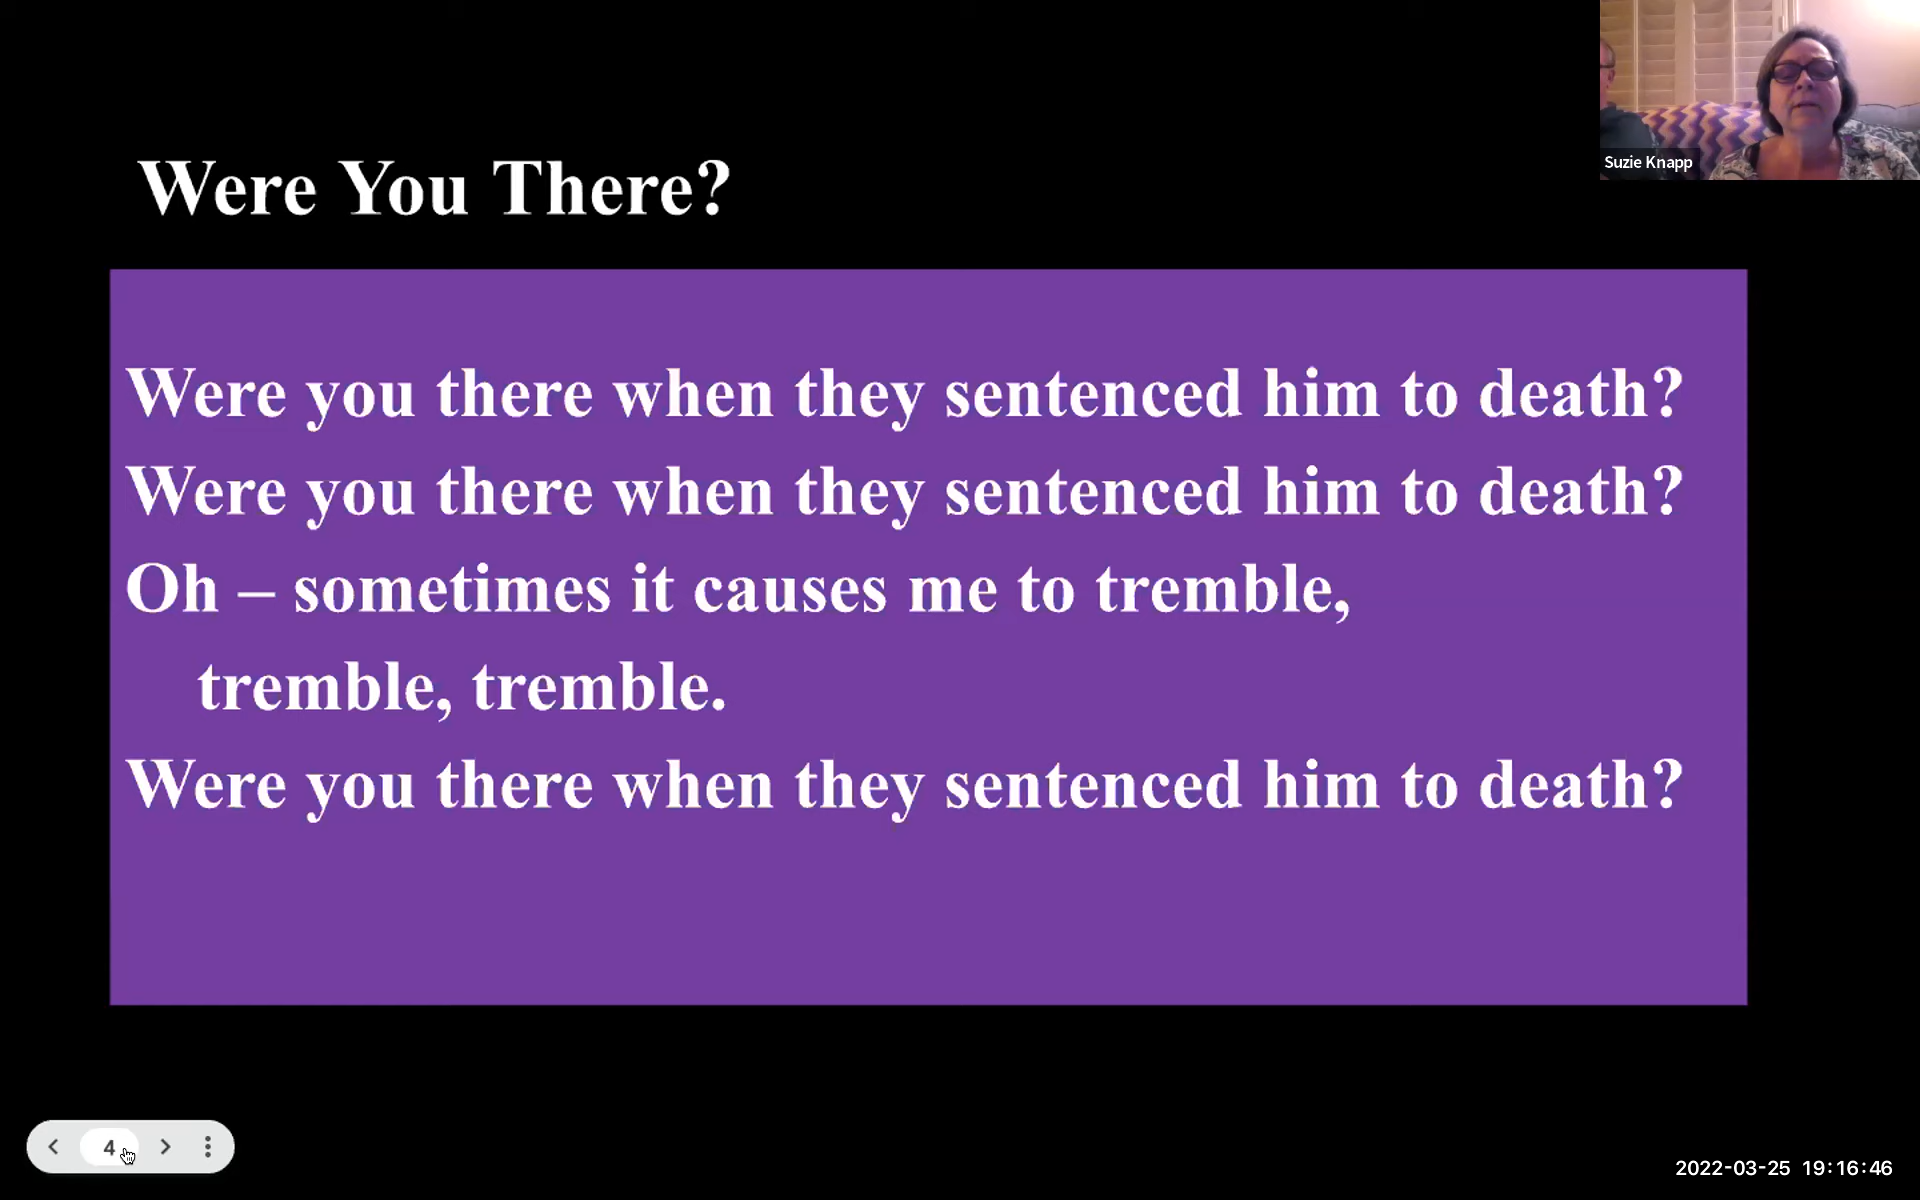 Suzie Knapp
Were You There?
Were you there when they sentenced him to death?
Were you there when they sentenced him to death?
Oh – sometimes it causes me to tremble,
tremble, tremble.
Were you there when they sentenced him to death?
4
2022-03-25 19:16:46